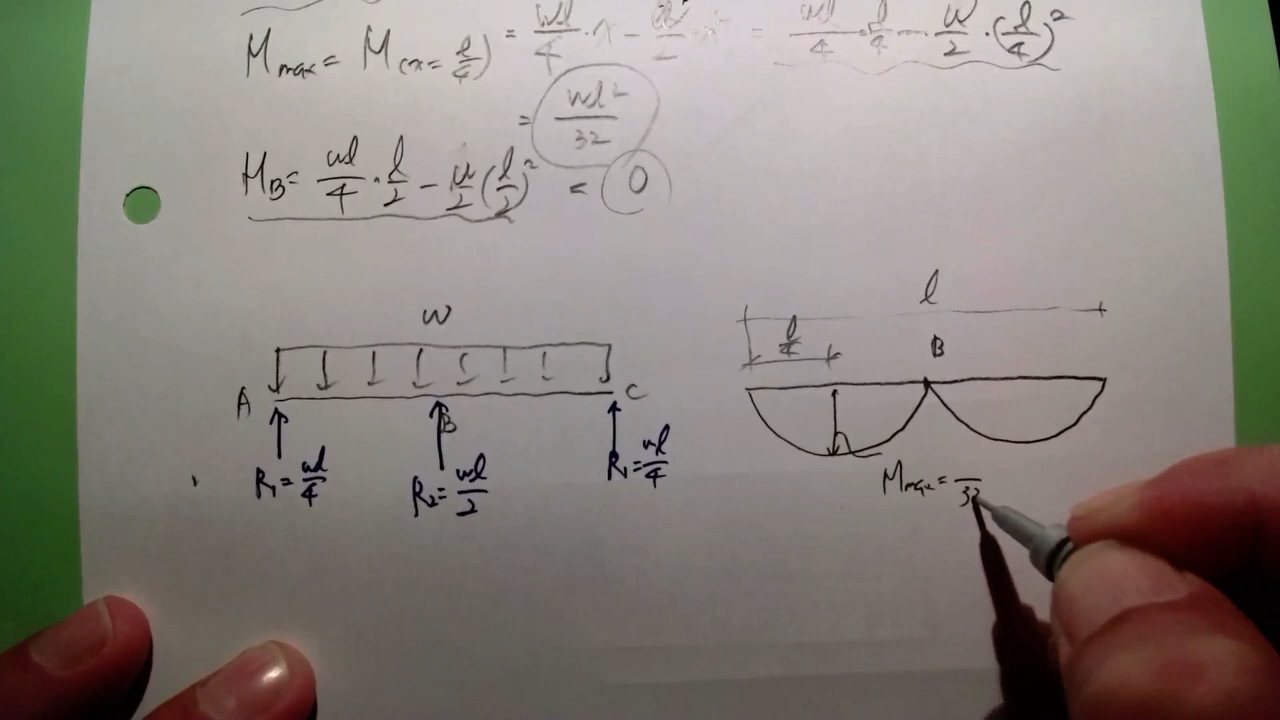 M_max = M(x = l/4) = wl/4 · x - w/2 · x² = wl/4 · l/4 - w/2 · (l/4)²
= wl²/32
M_B = wl/4 · l/2 - w/2 (l/2)² = 0
w
A B C
R₁ = wl/4
R₂ = wl/2
R₁ = wl/4
l
l/4
B
M_max = /32